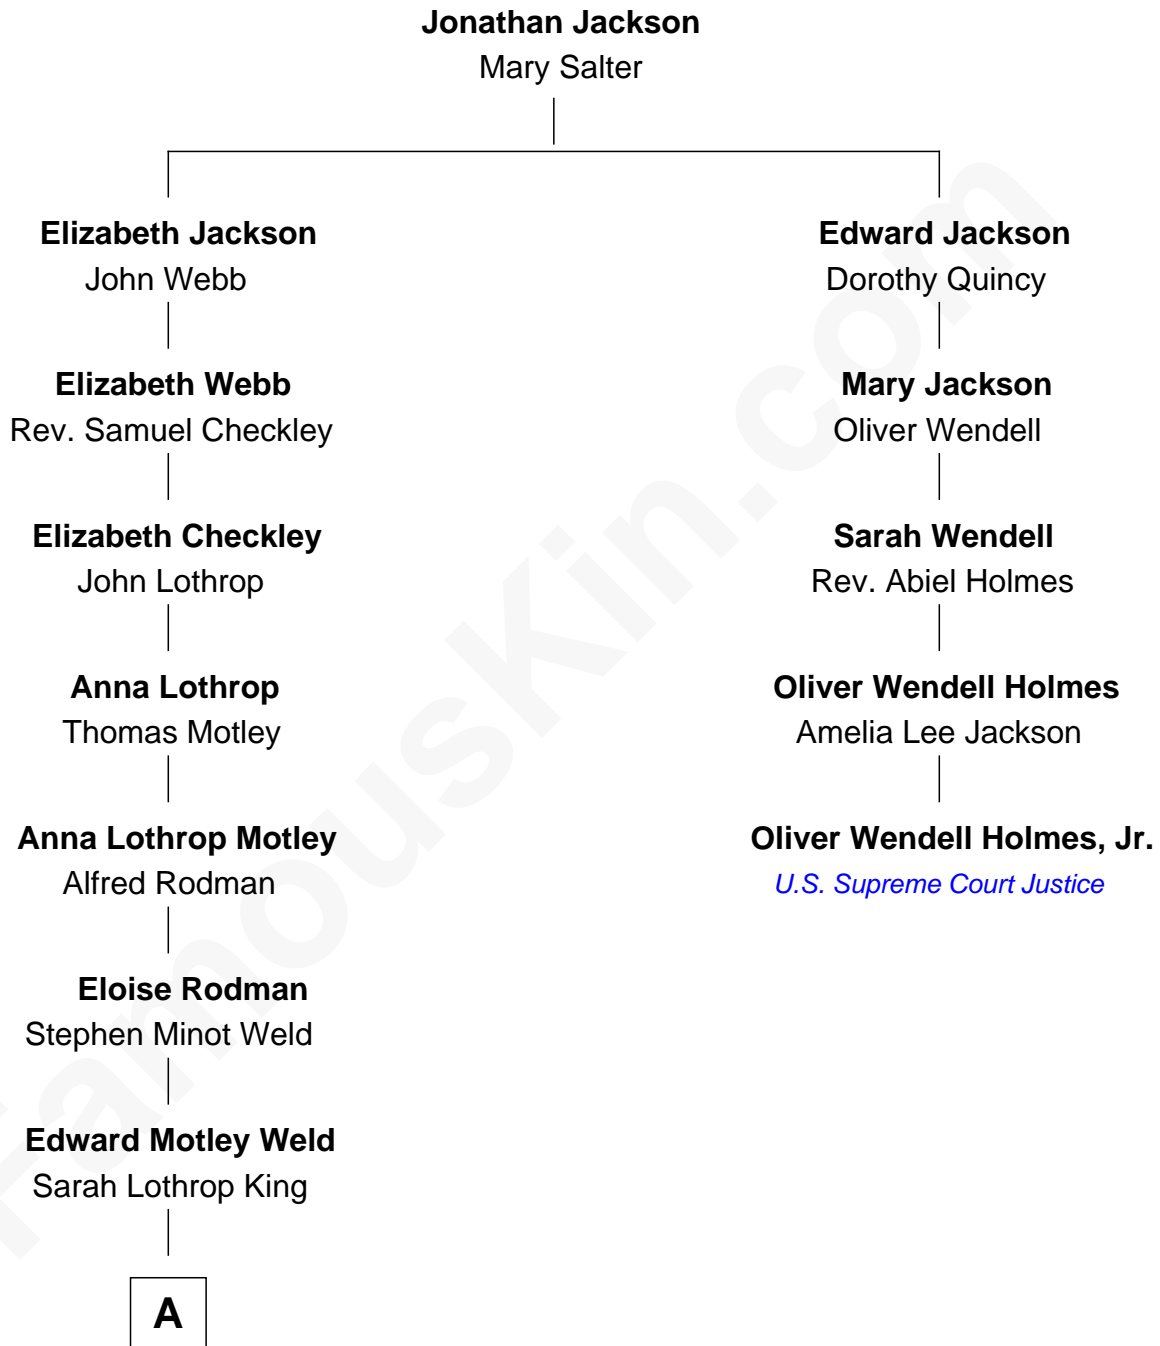 Jonathan Jackson
Mary Salter
Elizabeth Jackson
John Webb
Elizabeth Webb
Rev. Samuel Checkley
Elizabeth Checkley
John Lothrop
Anna Lothrop
Thomas Motley
Anna Lothrop Motley
Alfred Rodman
Eloise Rodman
Stephen Minot Weld
Edward Motley Weld
Sarah Lothrop King
A
Edward Jackson
Dorothy Quincy
Mary Jackson
Oliver Wendell
Sarah Wendell
Rev. Abiel Holmes
Oliver Wendell Holmes
Amelia Lee Jackson
Oliver Wendell Holmes, Jr.
U.S. Supreme Court Justice
FamousKin.com